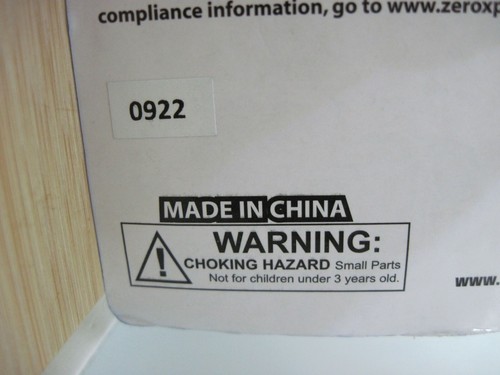 compliance information, go to www.zeroxp
0922
MADE IN CHINA
WARNING:
CHOKING HAZARD Small Parts
Not for children under 3 years old.
www.